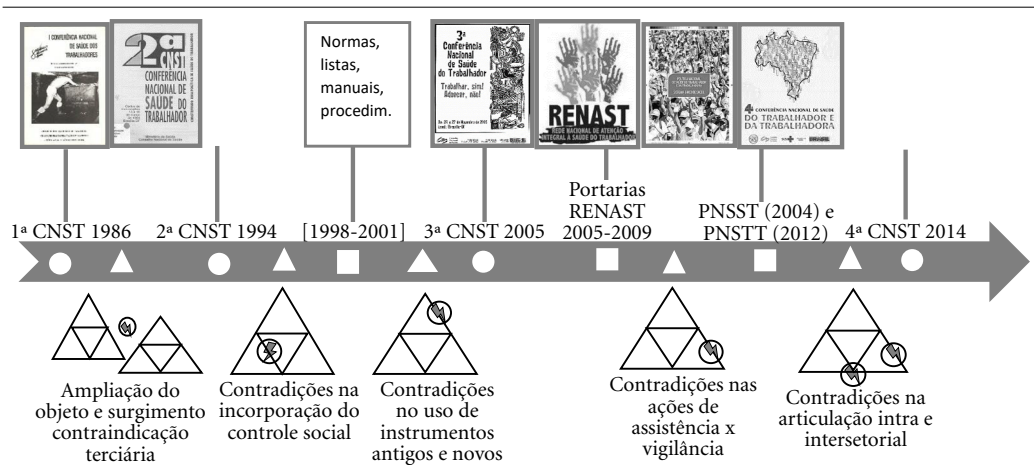 I CONFERÊNCIA NACIONAL
DE SAÚDE DOS
TRABALHADORES
2ª
CNST
CONFERÊNCIA
NACIONAL DE
SAÚDE DO
TRABALHADOR
Normas,
listas,
manuais,
procedim.
3ª
Conferência
Nacional
de Saúde
do Trabalhador
Trabalhar, sim!
Adoecer, não!
RENAST
REDE NACIONAL DE ATENÇÃO
INTEGRAL À SAÚDE DO TRABALHADOR
4ª CONFERÊNCIA NACIONAL DE SAÚDE
DO TRABALHADOR E
DA TRABALHADORA
1ª CNST 1986
2ª CNST 1994
[1998-2001]
3ª CNST 2005
Portarias
RENAST
2005-2009
PNSST (2004) e
PNSTT (2012)
4ª CNST 2014
Ampliação do
objeto e surgimento
contraindicação
terciária
Contradições na
incorporação do
controle social
Contradições
no uso de
instrumentos
antigos e novos
Contradições nas
ações de
assistência x
vigilância
Contradições na
articulação intra e
intersetorial